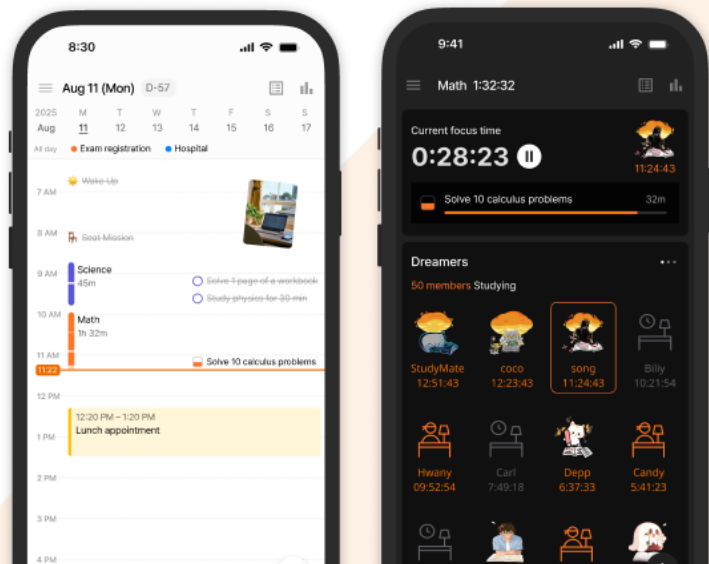 8:30
Aug 11 (Mon) D-57
2025 M T W T F S S
Aug 11 12 13 14 15 16 17
All day Exam registration Hospital
Wake-Up
7 AM
8 AM
Seat Mission
9 AM
Science
45m
Solve 1 page of a workbook
Study physics for 30 min
10 AM
Math
1h 32m
11 AM
Solve 10 calculus problems
11:22
12 PM
12:20 PM – 1:20 PM
Lunch appointment
1 PM
2 PM
3 PM
4 PM
9:41
Math 1:32:32
Current focus time
0:28:23
11:24:43
Solve 10 calculus problems 32m
Dreamers
50 members Studying
StudyMate coco song Billy
12:51:43 12:23:43 11:24:43 10:21:54
Hwany Carl Depp Candy
09:52:54 7:49:18 6:37:33 5:41:23